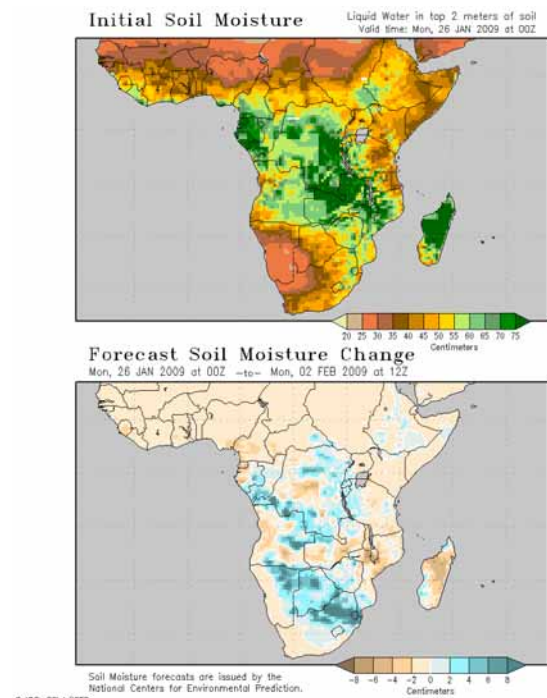 Initial Soil Moisture
Liquid Water in top 2 meters of soil
Valid time: Mon, 26 JAN 2009 at 00Z
20 25 30 35 40 45 50 55 60 65 70 75
Centimeters
Forecast Soil Moisture Change
Mon, 26 JAN 2009 at 00Z -to- Mon, 02 FEB 2009 at 12Z
-8 -6 -4 -2 0 2 4 6 8
Centimeters
Soil Moisture forecasts are issued by the
National Centers for Environmental Prediction.